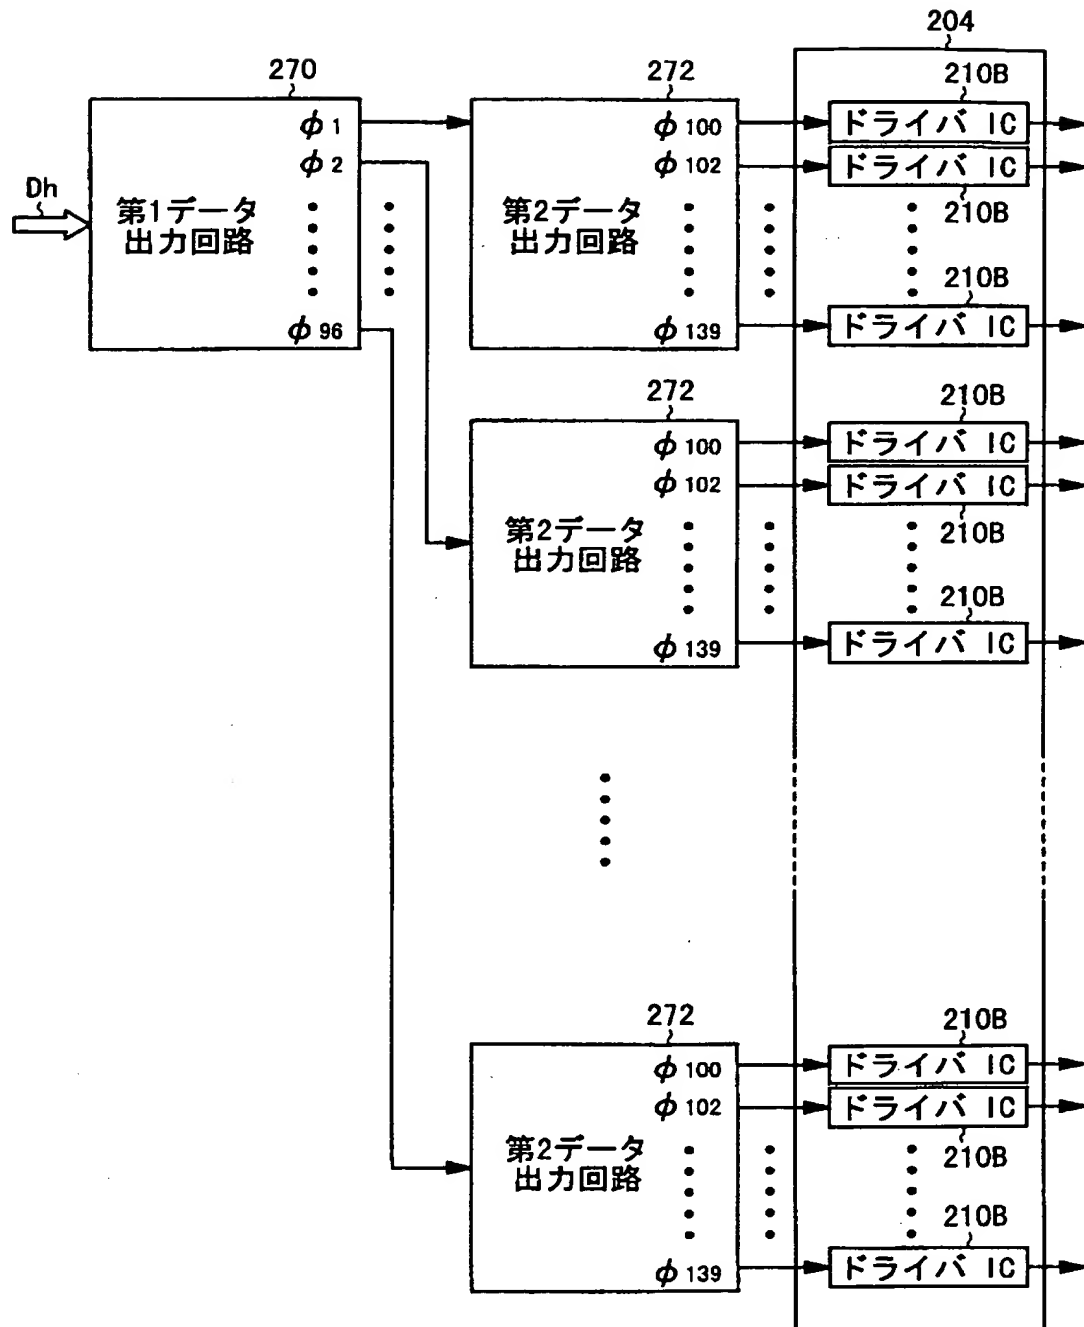 204
270
272
210B
Dh
第1データ
出力回路
φ1
φ2
φ96
第2データ
出力回路
φ100
φ102
φ139
ドライバ IC
ドライバ IC
210B
210B
ドライバ IC
272
210B
第2データ
出力回路
φ100
φ102
φ139
ドライバ IC
ドライバ IC
210B
210B
ドライバ IC
272
210B
第2データ
出力回路
φ100
φ102
φ139
ドライバ IC
ドライバ IC
210B
210B
ドライバ IC